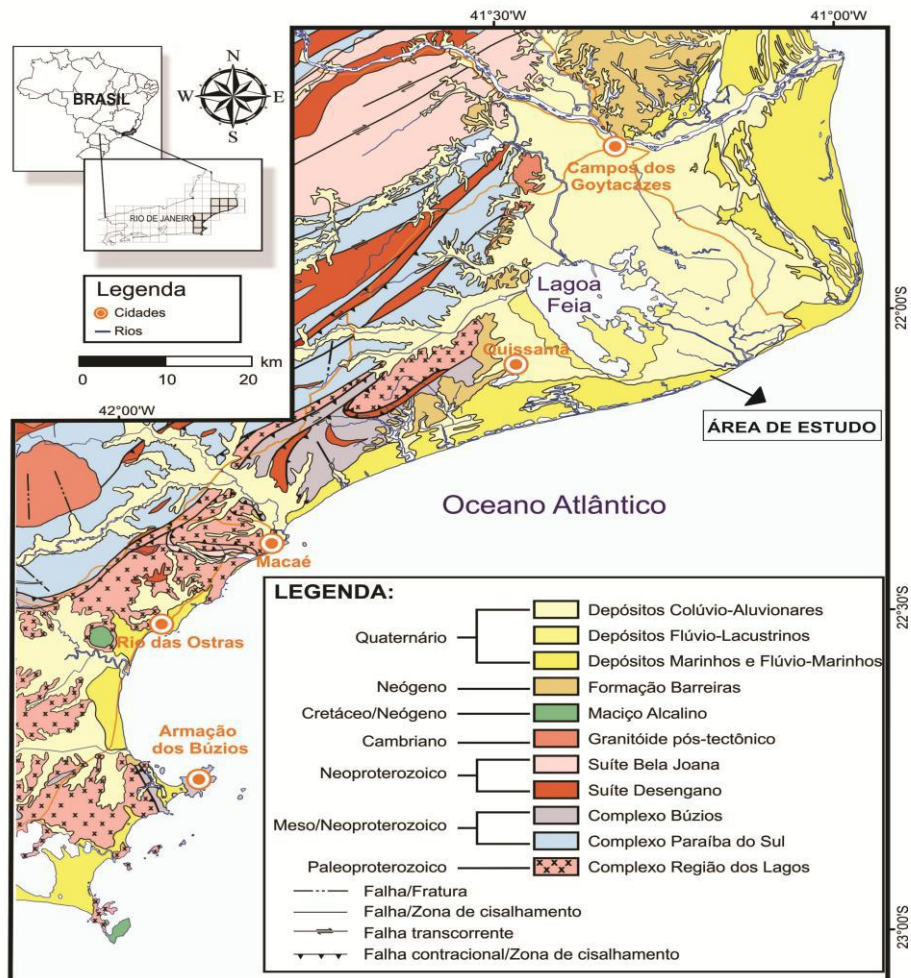 41°30'W
41°00'W
N
W
E
S
BRASIL
RIO DE JANEIRO
Legenda
Cidades
Rios
km
0 10 20
42°00'W
Campos dos
Goytacazes
Lagoa
Feia
22°00'S
Quissamã
ÁREA DE ESTUDO
Oceano Atlântico
Macaé
Rio das Ostras
22°30'S
Armação
dos Búzios
23°00'S
LEGENDA:
Quaternário
Depósitos Colúvio-Aluvionares
Depósitos Flúvio-Lacustrinos
Depósitos Marinhos e Flúvio-Marinhos
Neógeno
Formação Barreiras
Cretáceo/Neógeno
Maciço Alcalino
Cambriano
Granitóide pós-tectônico
Neoproterozoico
Suíte Bela Joana
Suíte Desengano
Meso/Neoproterozoico
Complexo Búzios
Complexo Paraíba do Sul
Paleoproterozoico
Complexo Região dos Lagos
Falha/Fratura
Falha/Zona de cisalhamento
Falha transcorrente
Falha contracional/Zona de cisalhamento